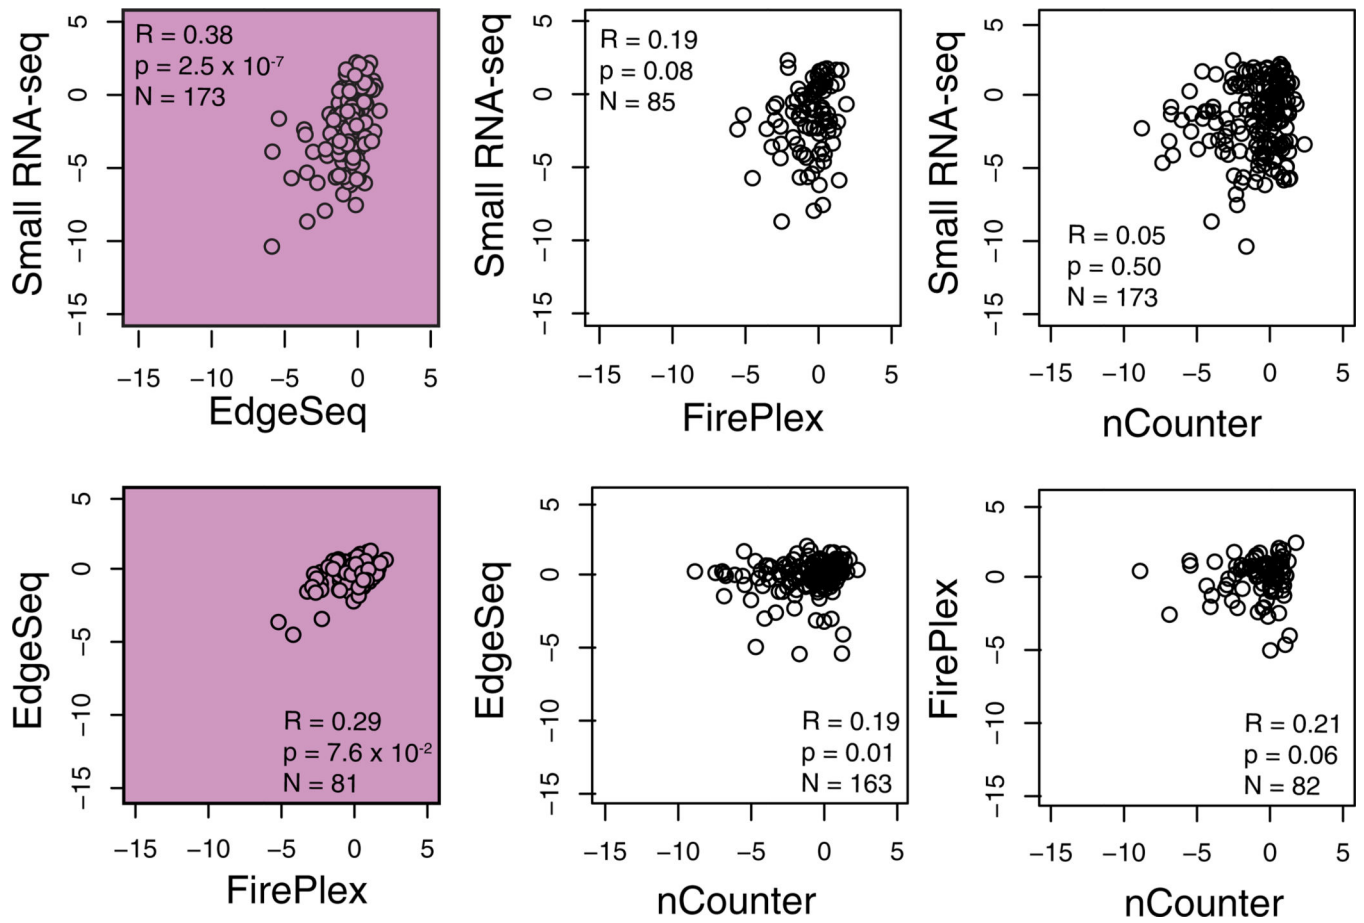 Small RNA-seq
5
0
−5
−10
−15
R = 0.38
p = 2.5 x 10-7
N = 173
−15 −10 −5 0 5
EdgeSeq
Small RNA-seq
5
0
−5
−10
−15
R = 0.19
p = 0.08
N = 85
−15 −10 −5 0 5
FirePlex
Small RNA-seq
5
0
−5
−10
−15
R = 0.05
p = 0.50
N = 173
−15 −10 −5 0 5
nCounter
EdgeSeq
5
0
−5
−10
−15
R = 0.29
p = 7.6 x 10-2
N = 81
−15 −10 −5 0 5
FirePlex
EdgeSeq
5
0
−5
−10
−15
R = 0.19
p = 0.01
N = 163
−15 −10 −5 0 5
nCounter
FirePlex
5
0
−5
−10
−15
R = 0.21
p = 0.06
N = 82
−15 −10 −5 0 5
nCounter